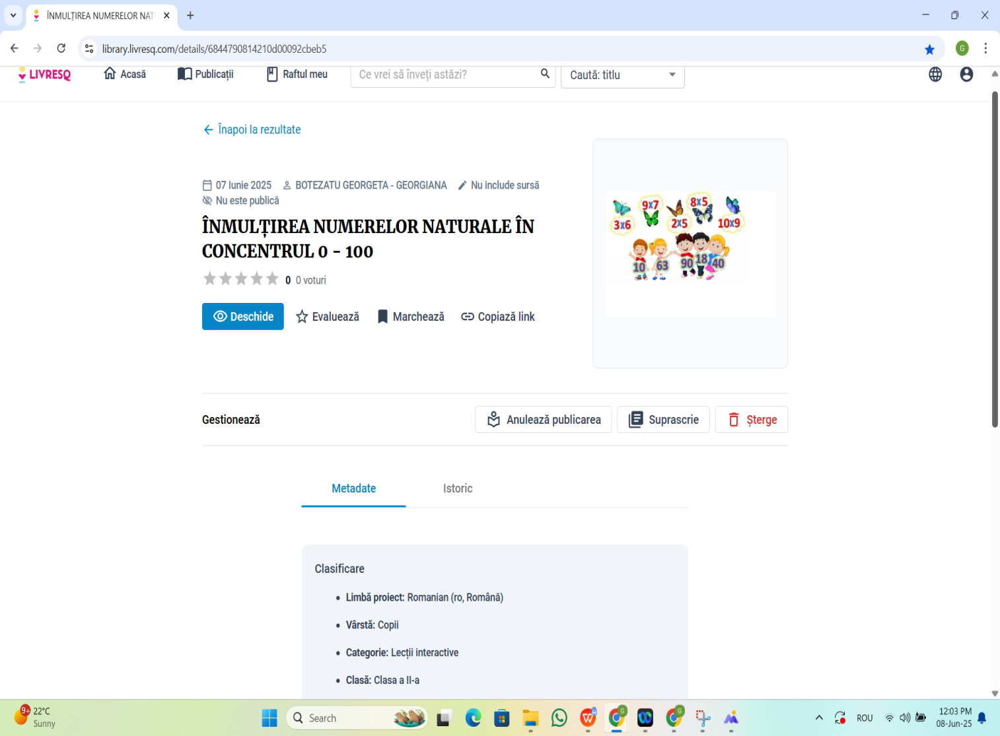 ÎNMULȚIREA NUMERELOR NAT
library.livresq.com/details/6844790814210d00092cbeb5
G
LIVRESQ
Acasă
Publicații
Raftul meu
Ce vrei să înveți astăzi?
Caută: titlu
Înapoi la rezultate
07 Iunie 2025 BOTEZATU GEORGETA - GEORGIANA Nu include sursă
Nu este publică
ÎNMULȚIREA NUMERELOR NATURALE ÎN
CONCENTRUL 0 - 100
0 0 voturi
Deschide Evaluează Marchează Copiază link
9x7 8x5
3x6 2x5 10x9
10 63 90 18 40
Gestionează
Anulează publicarea
Suprascrie
Șterge
Metadate
Istoric
Clasificare
• Limbă proiect: Romanian (ro, Română)
• Vârstă: Copii
• Categorie: Lecții interactive
• Clasă: Clasa a II-a
9+
22°C
Sunny
Search
G
G
ROU
12:03 PM
08-Jun-25